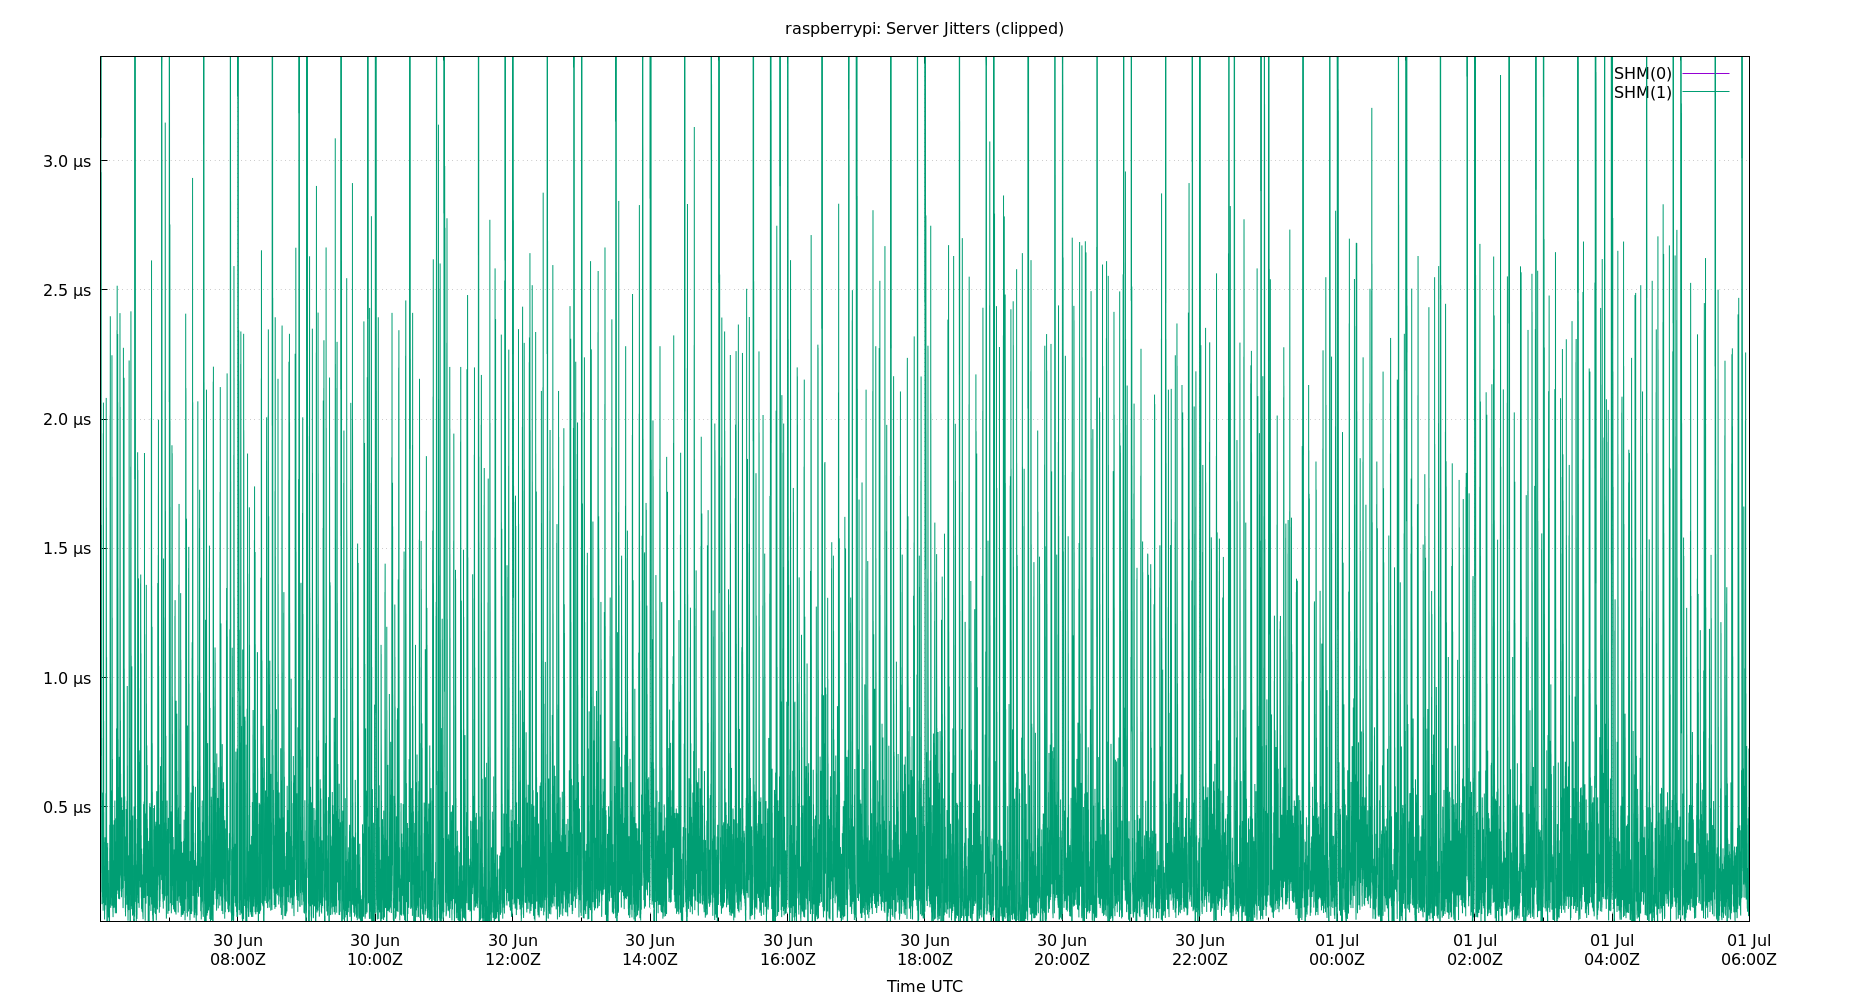 raspberrypi: Server Jitters (clipped)
SHM(0)
SHM(1)
3.0 µs
2.5 µs
2.0 µs
1.5 µs
1.0 µs
0.5 µs
30 Jun 30 Jun 30 Jun 30 Jun 30 Jun 30 Jun 30 Jun 30 Jun 01 Jul 01 Jul 01 Jul 01 Jul
08:00Z 10:00Z 12:00Z 14:00Z 16:00Z 18:00Z 20:00Z 22:00Z 00:00Z 02:00Z 04:00Z 06:00Z
Time UTC